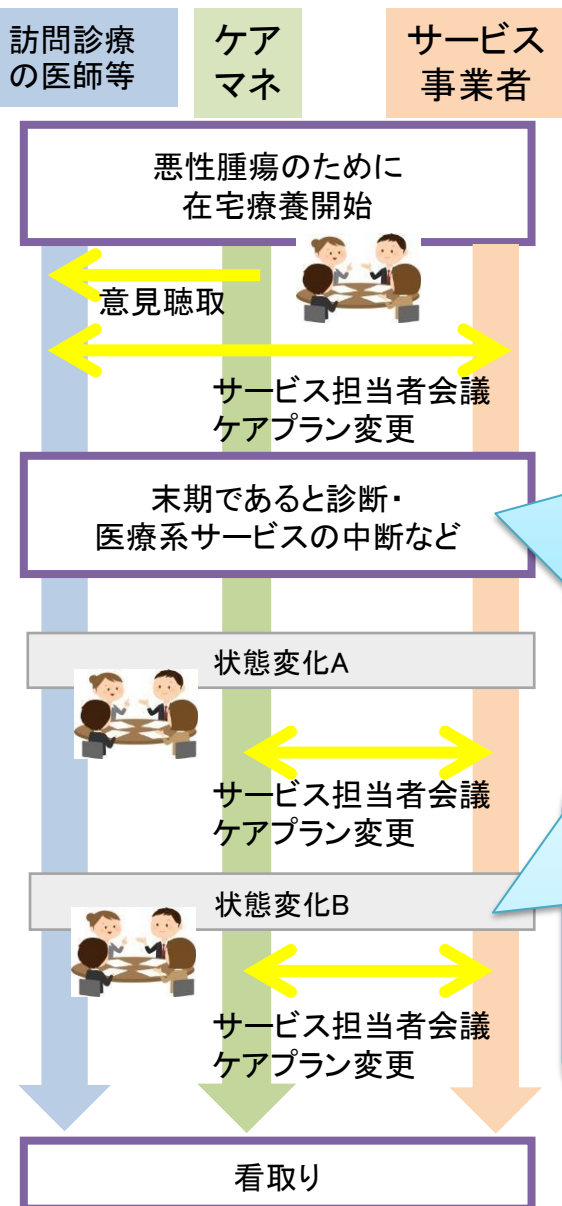 訪問診療
の医師等
ケア
マネ
サービス
事業者
悪性腫瘍のために
在宅療養開始
意見聴取
サービス担当者会議
ケアプラン変更
末期であると診断・
医療系サービスの中断など
状態変化A
サービス担当者会議
ケアプラン変更
状態変化B
サービス担当者会議
ケアプラン変更
看取り